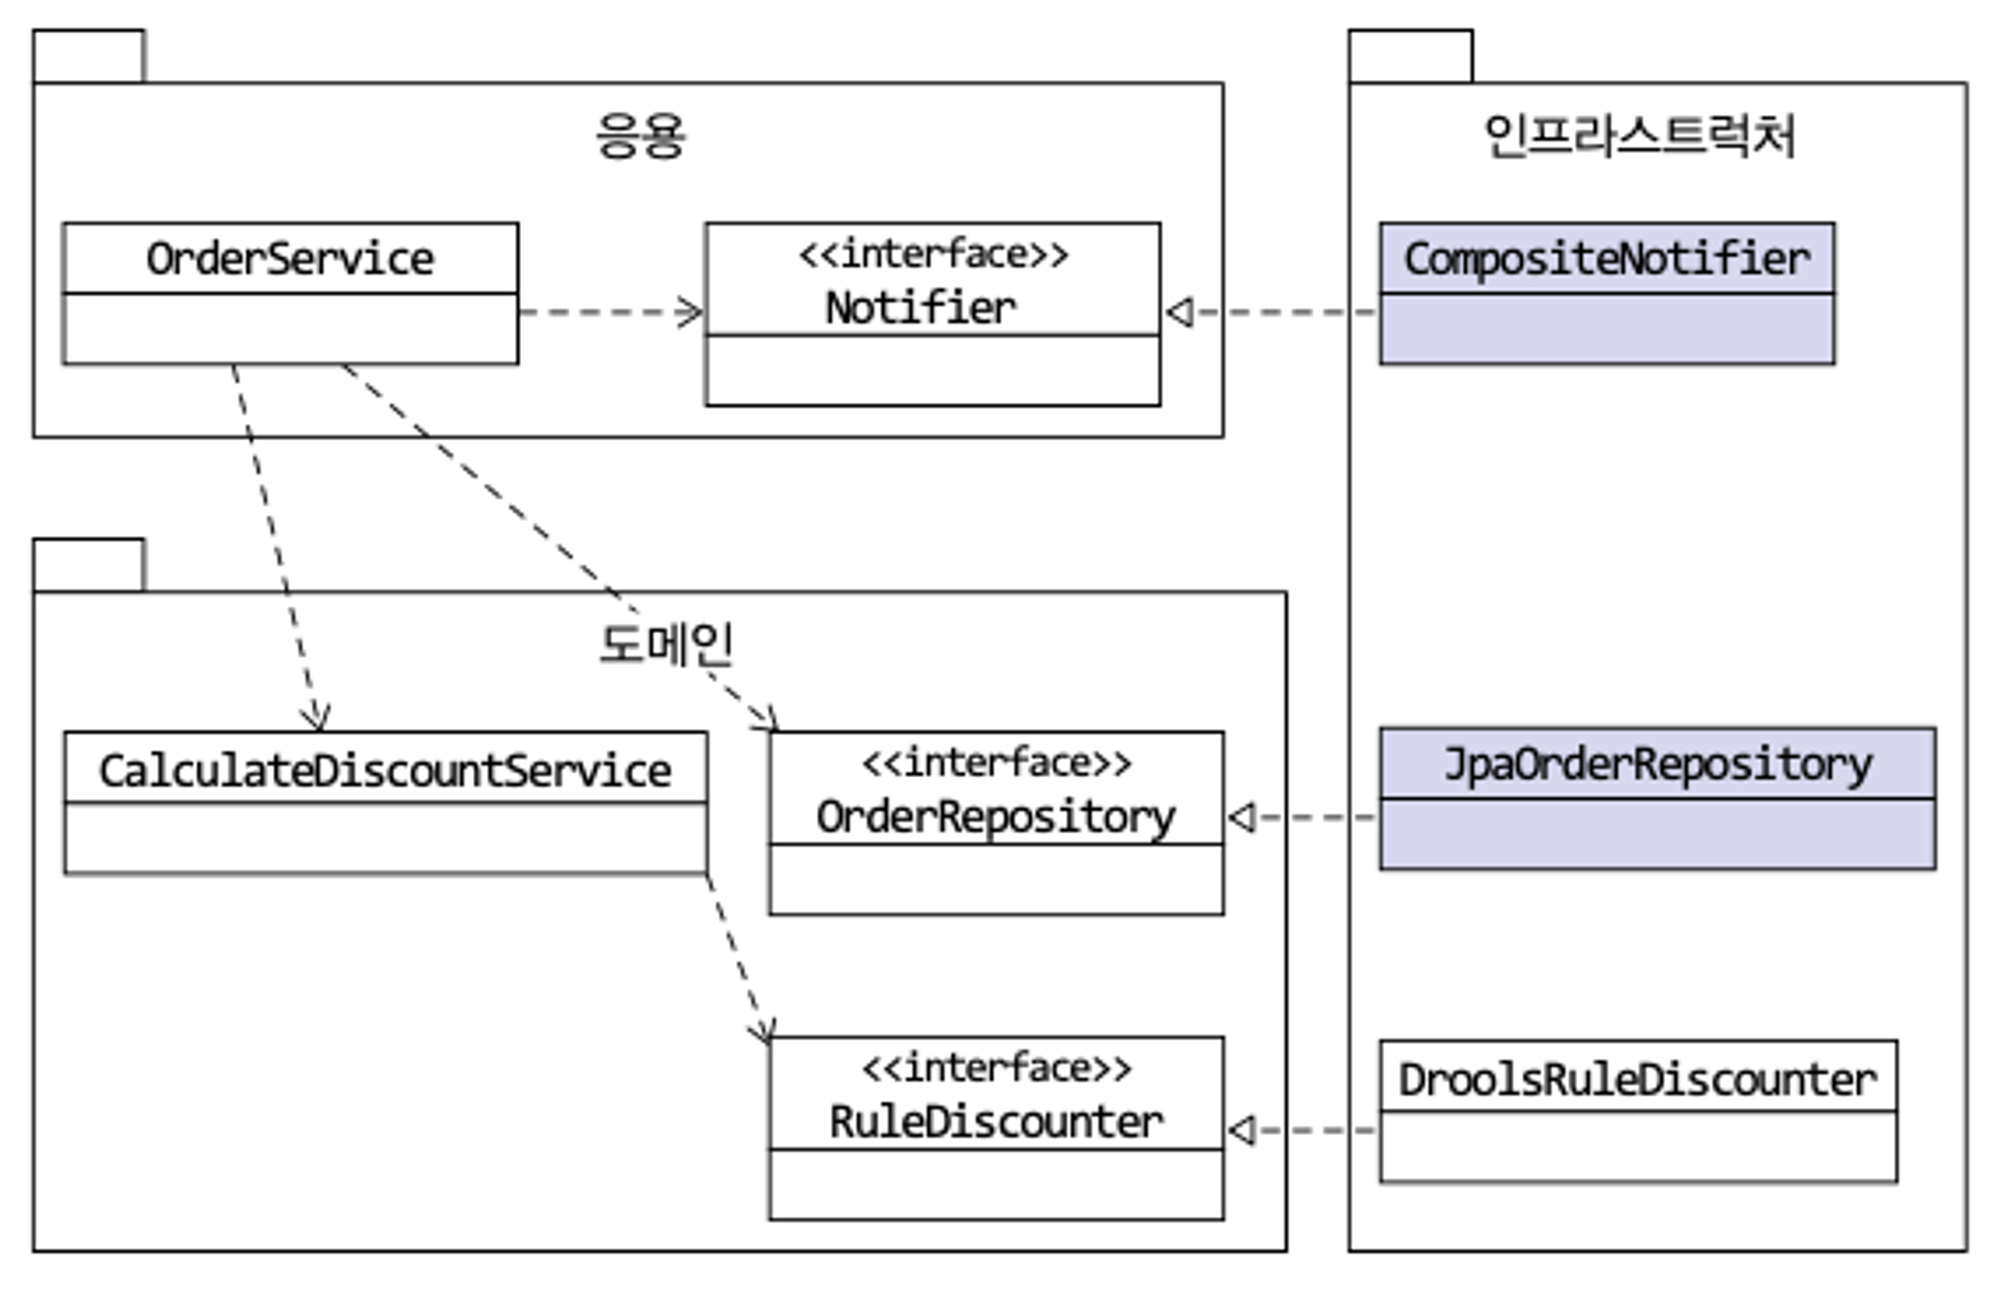 응용
OrderService
<<interface>>
Notifier
도메인
CalculateDiscountService
<<interface>>
OrderRepository
<<interface>>
RuleDiscounter
인프라스트럭처
CompositeNotifier
JpaOrderRepository
DroolsRuleDiscounter